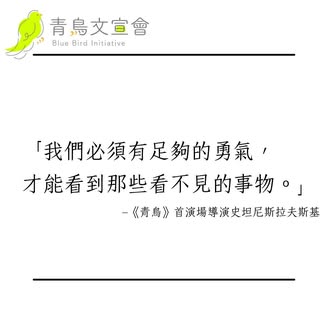 青鳥文宣會
Blue Bird Initiative
「我們必須有足夠的勇氣，
才能看到那些看不見的事物。」
–《青鳥》首演場導演史坦尼斯拉夫斯基